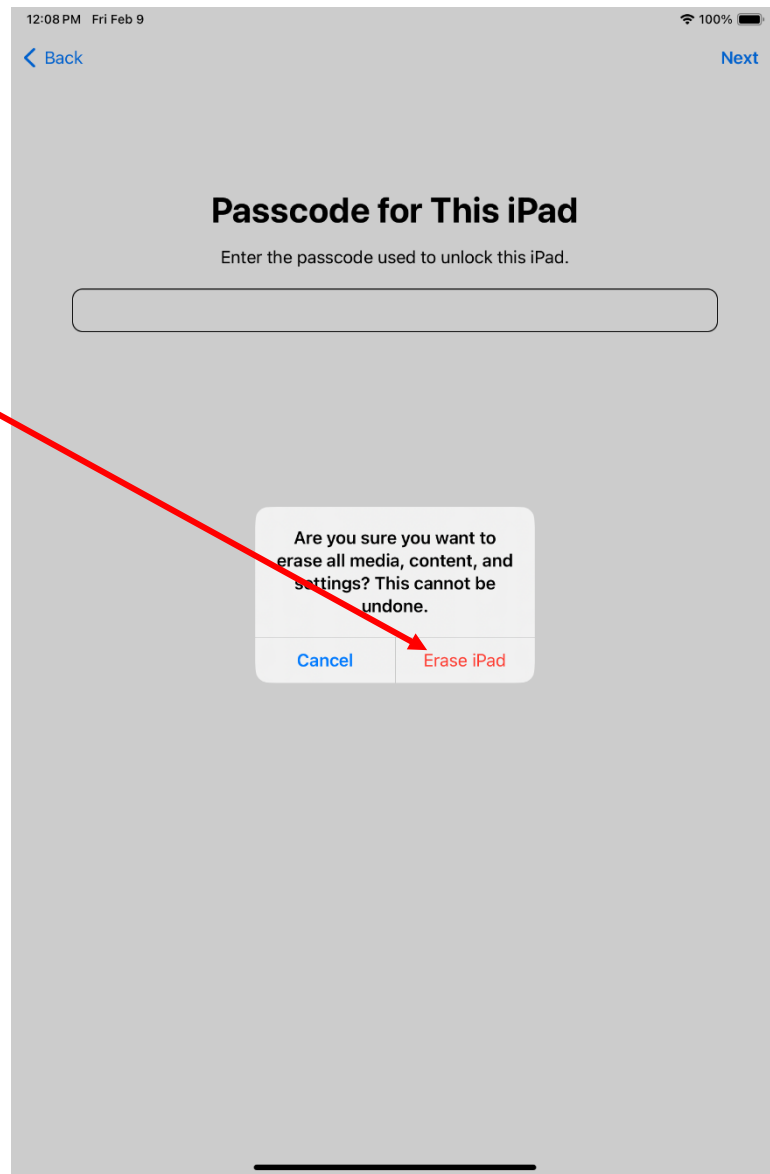 12:08 PM Fri Feb 9 100%
Back Next
Passcode for This iPad
Enter the passcode used to unlock this iPad.
Are you sure you want to
erase all media, content, and
settings? This cannot be
undone.
Cancel Erase iPad